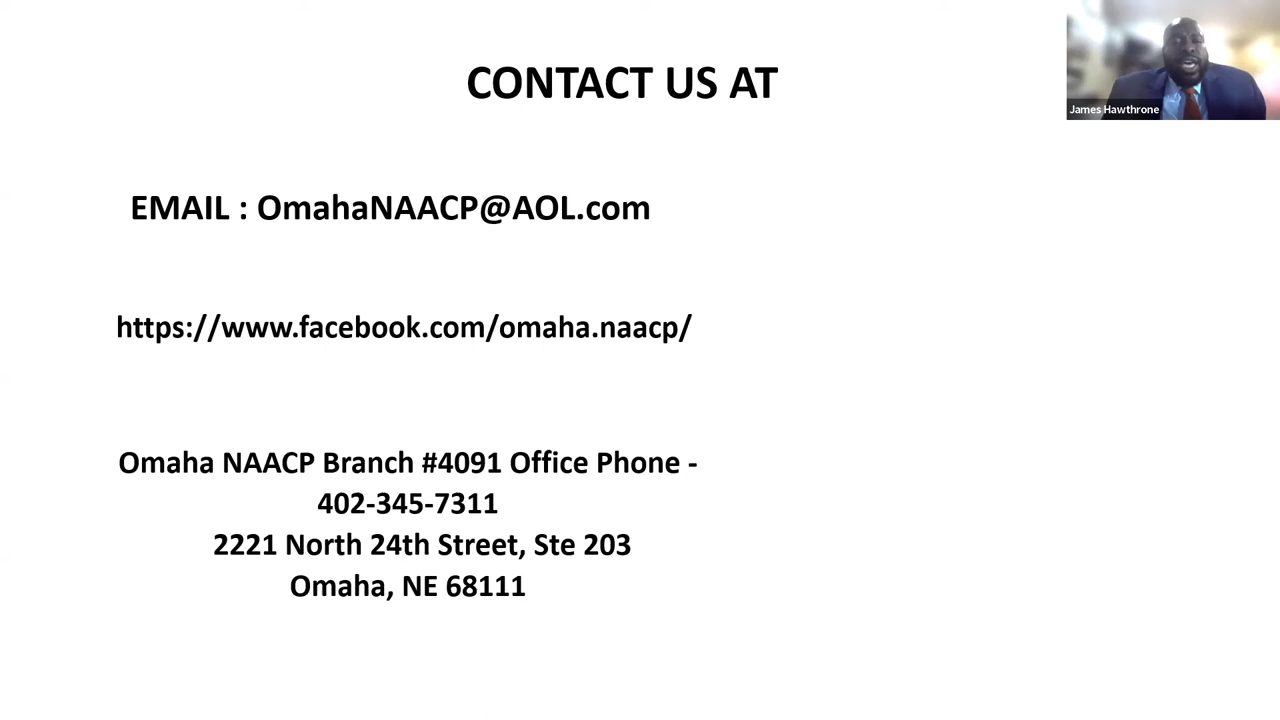 CONTACT US AT
James Hawthrone
EMAIL : OmahaNAACP@AOL.com
https://www.facebook.com/omaha.naacp/
Omaha NAACP Branch #4091 Office Phone -
402-345-7311
2221 North 24th Street, Ste 203
Omaha, NE 68111